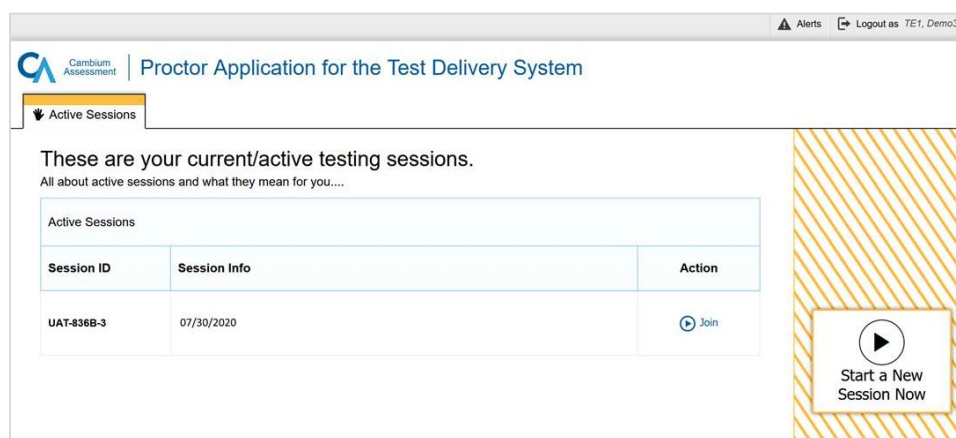 Alerts Logout as TE1, Demo3
Cambium
Assessment
CA
Proctor Application for the Test Delivery System
Active Sessions
These are your current/active testing sessions.
All about active sessions and what they mean for you....
Active Sessions
Session ID Session Info Action
UAT-836B-3 07/30/2020 Join
Start a New
Session Now